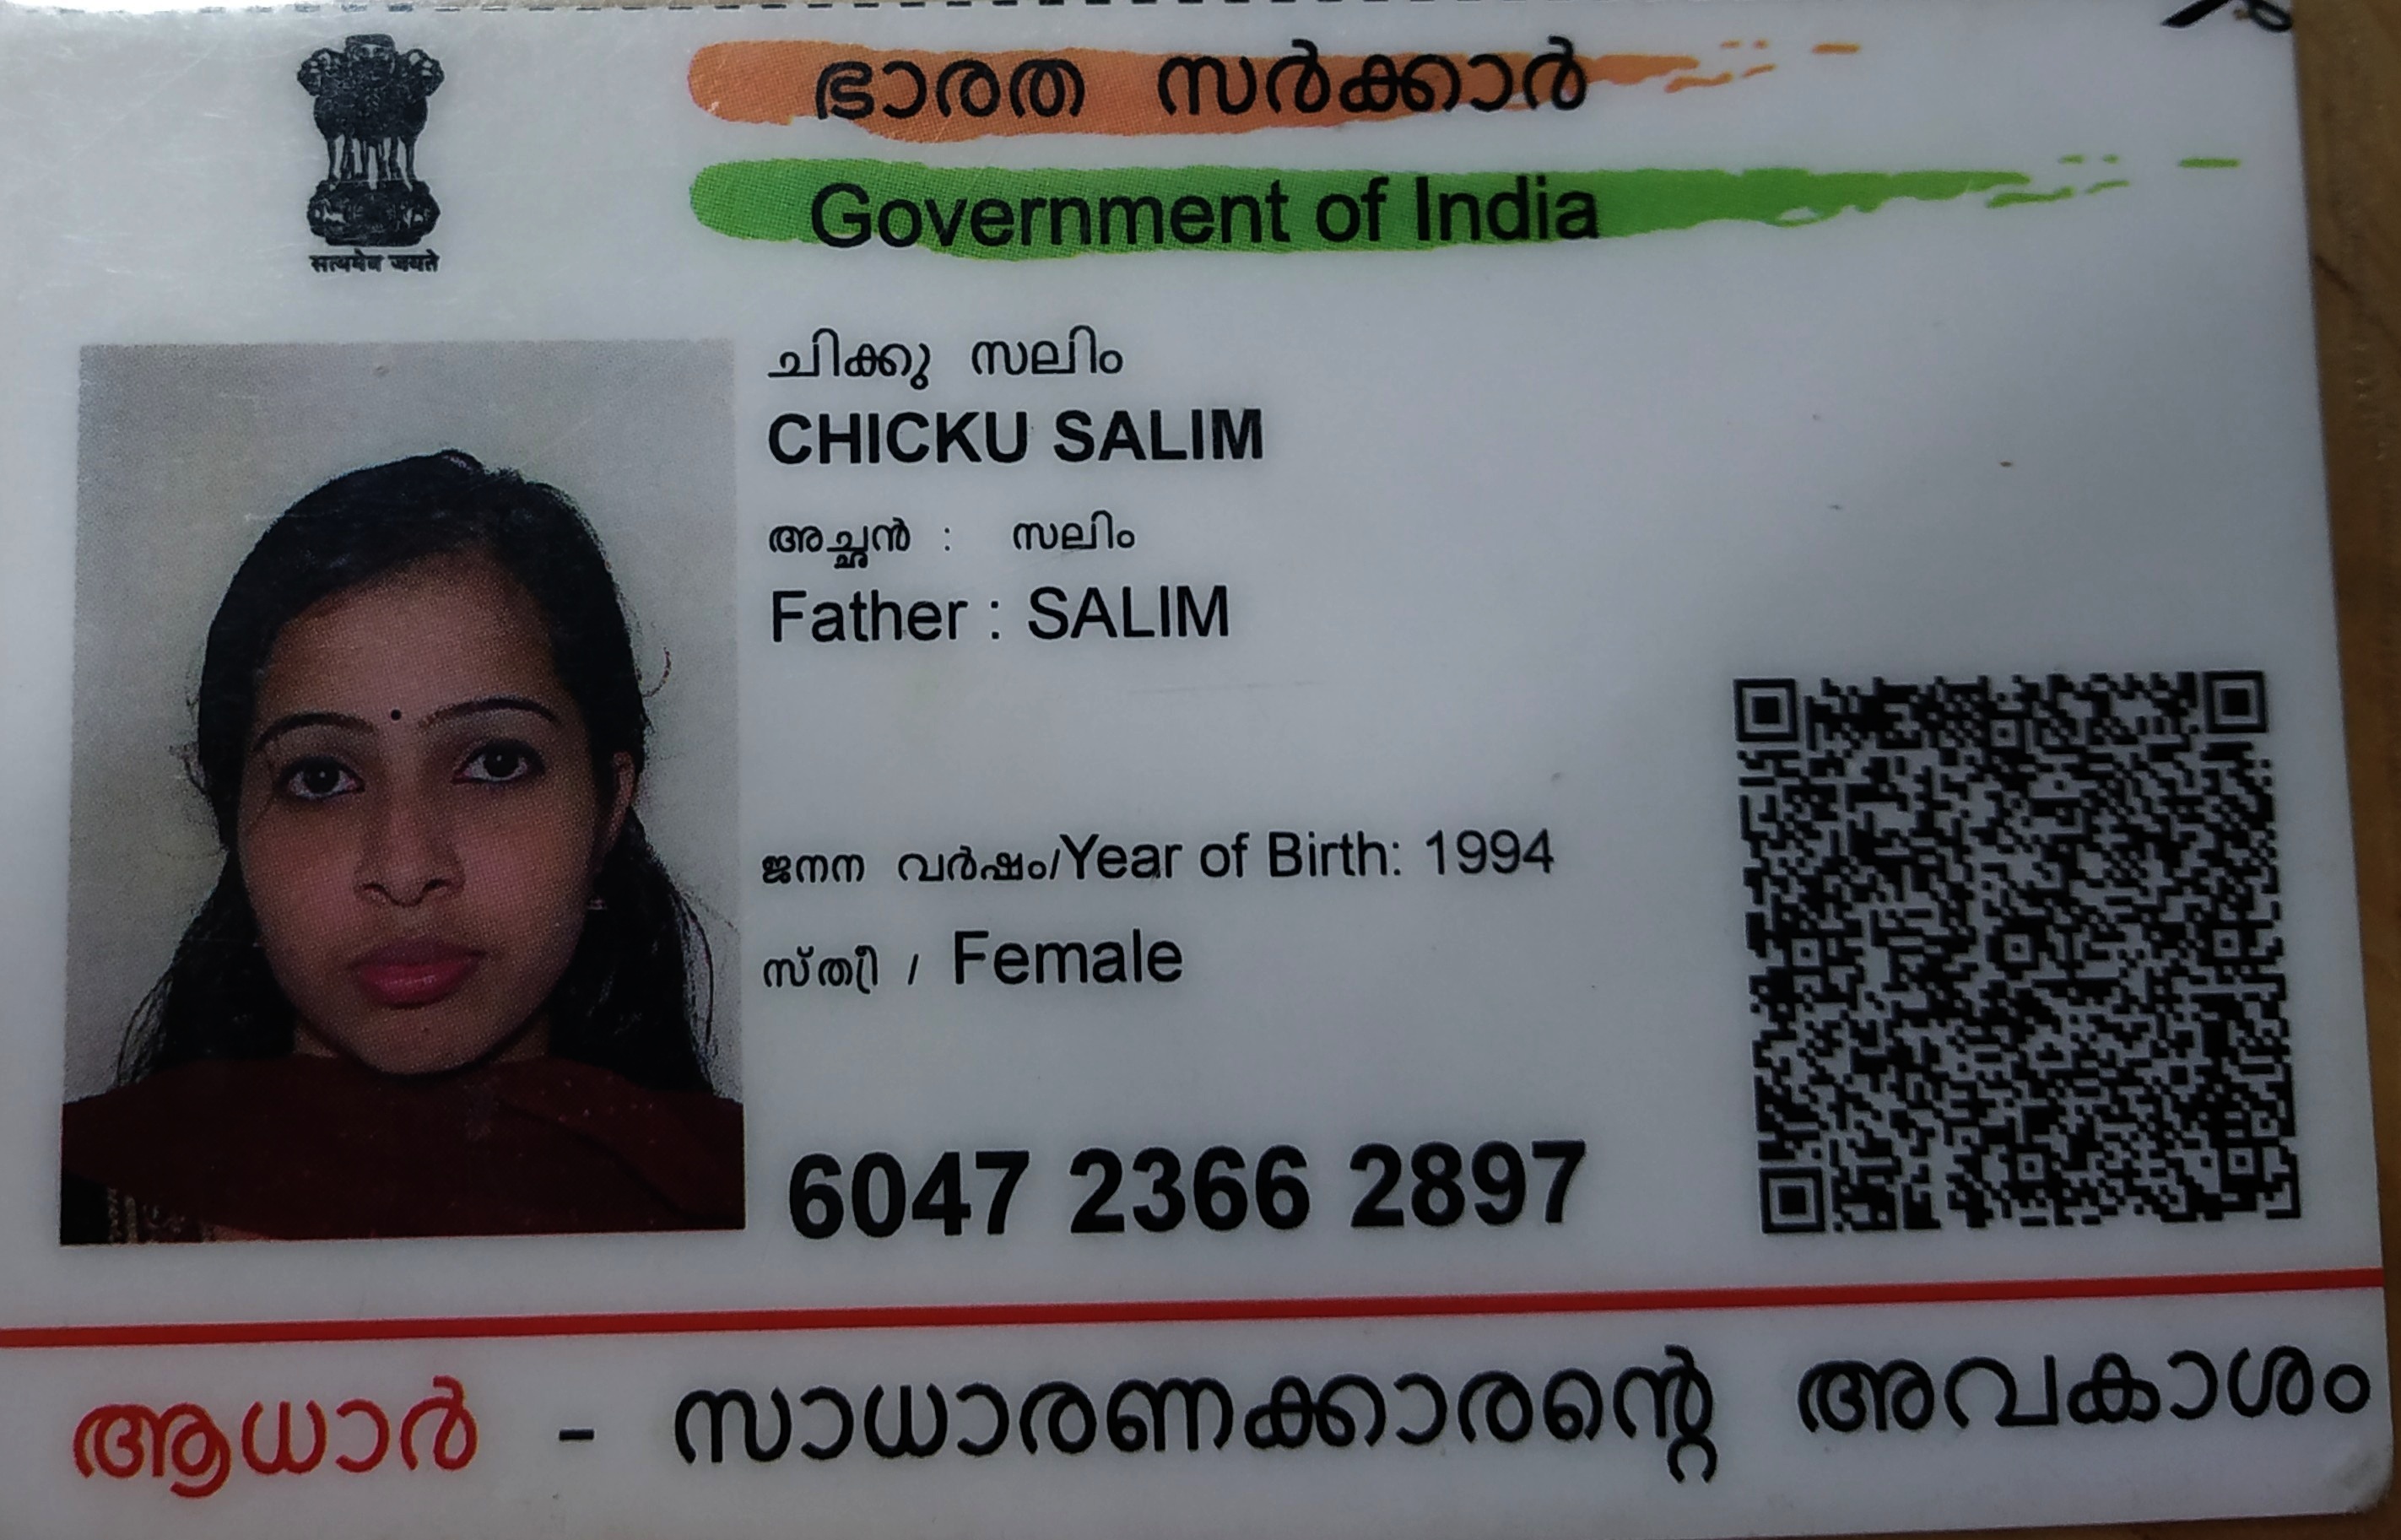 ഭാരത സർക്കാർ
Government of India
सत्यमेव जयते
ചിക്കു സലിം
CHICKU SALIM
അച്ഛൻ : സലിം
Father : SALIM
ജനന വർഷം/Year of Birth: 1994
സ്ത്രീ / Female
6047 2366 2897
ആധാർ - സാധാരണക്കാരന്റെ അവകാശം